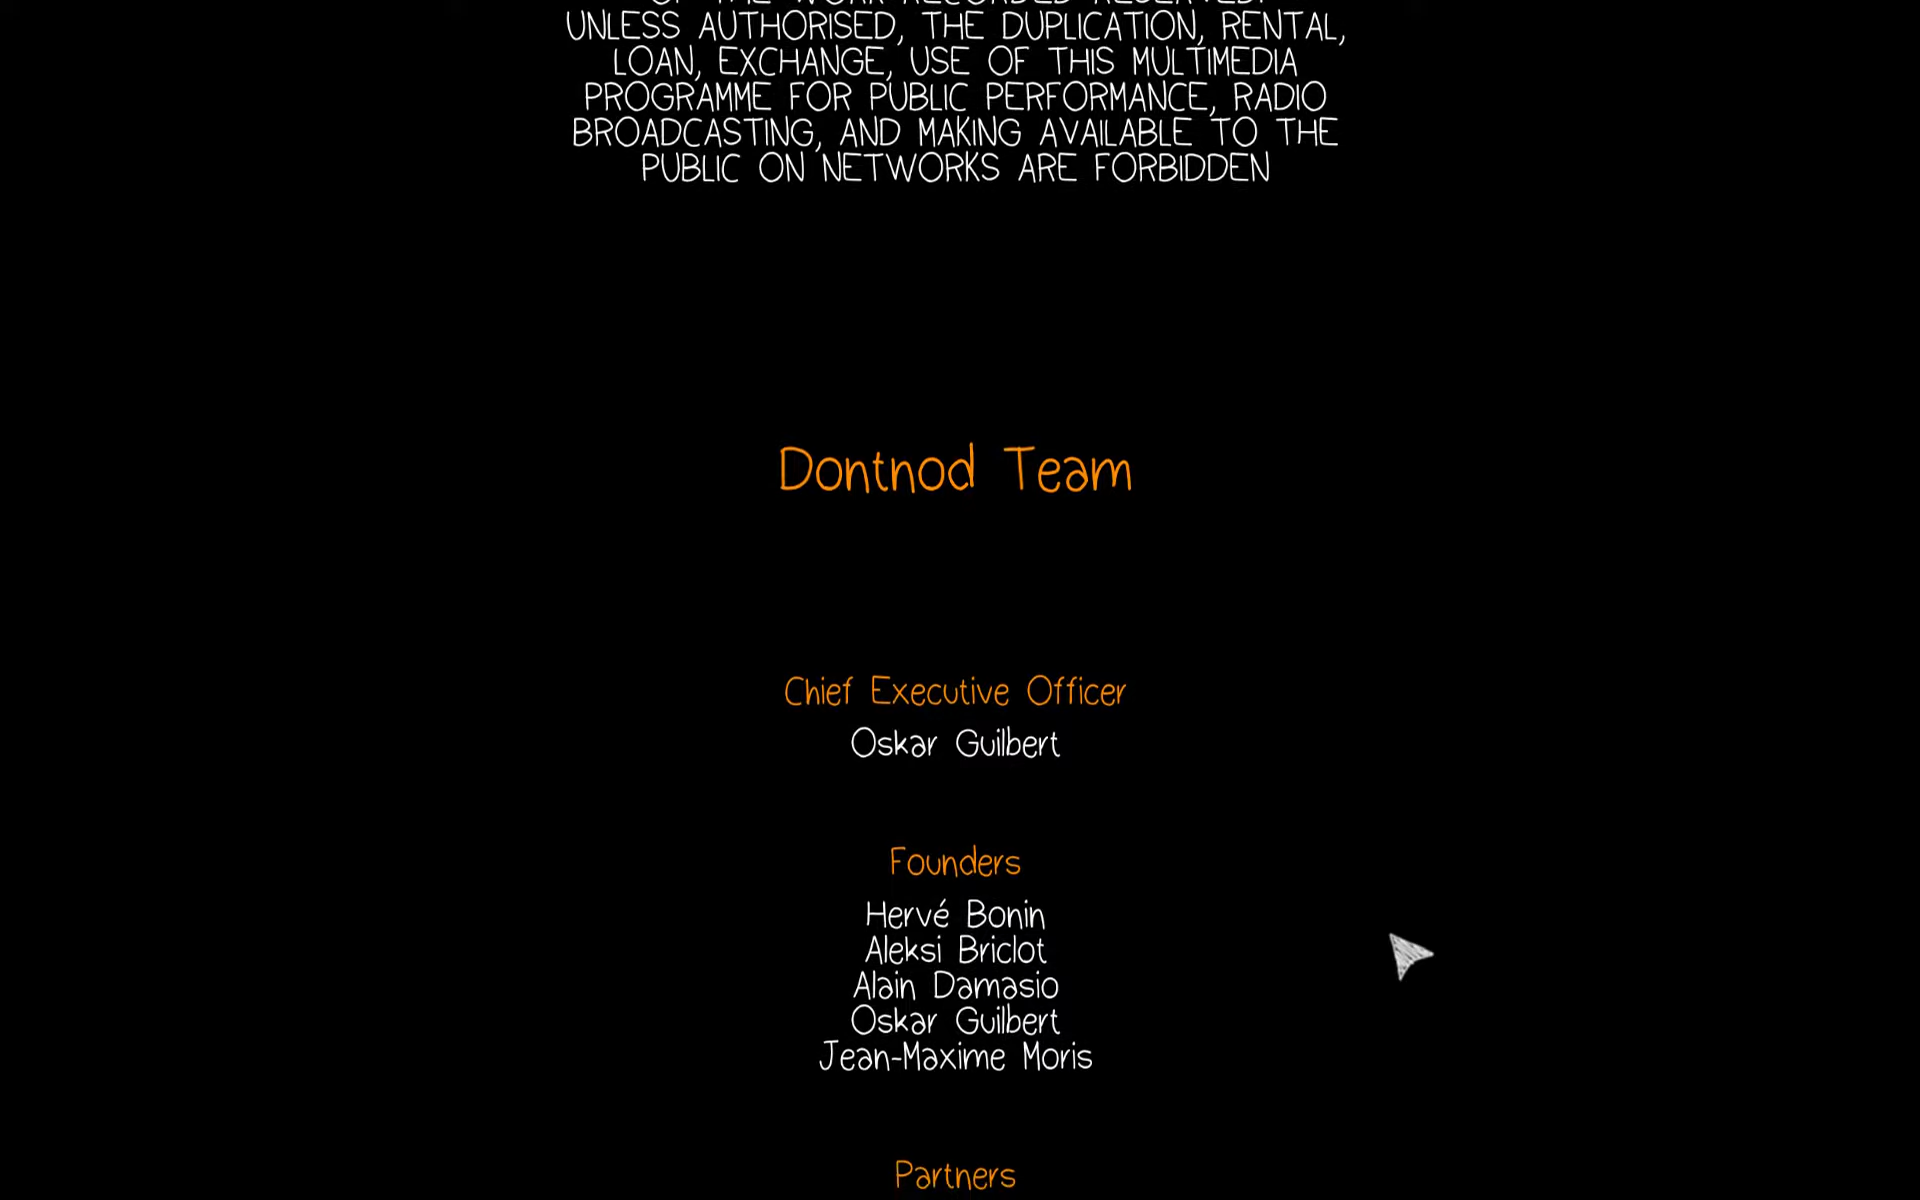 UNLESS AUTHORISED, THE DUPLICATION, RENTAL,
LOAN, EXCHANGE, USE OF THIS MULTIMEDIA
PROGRAMME FOR PUBLIC PERFORMANCE, RADIO
BROADCASTING, AND MAKING AVAILABLE TO THE
PUBLIC ON NETWORKS ARE FORBIDDEN
Dontnod Team
Chief Executive Officer
Oskar Guilbert
Founders
Hervé Bonin
Aleksi Briclot
Alain Damasio
Oskar Guilbert
Jean-Maxime Moris
Partners